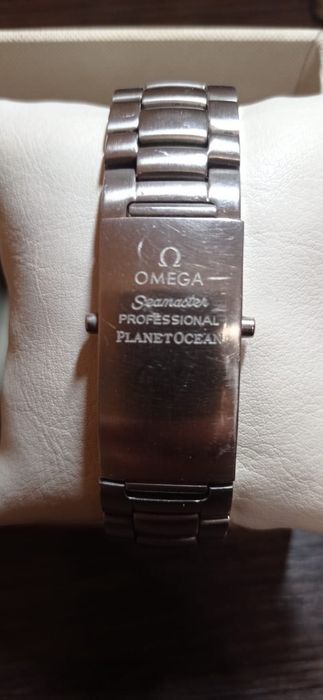 Ω
OMEGA
Seamaster
PROFESSIONAL
PLANET OCEAN